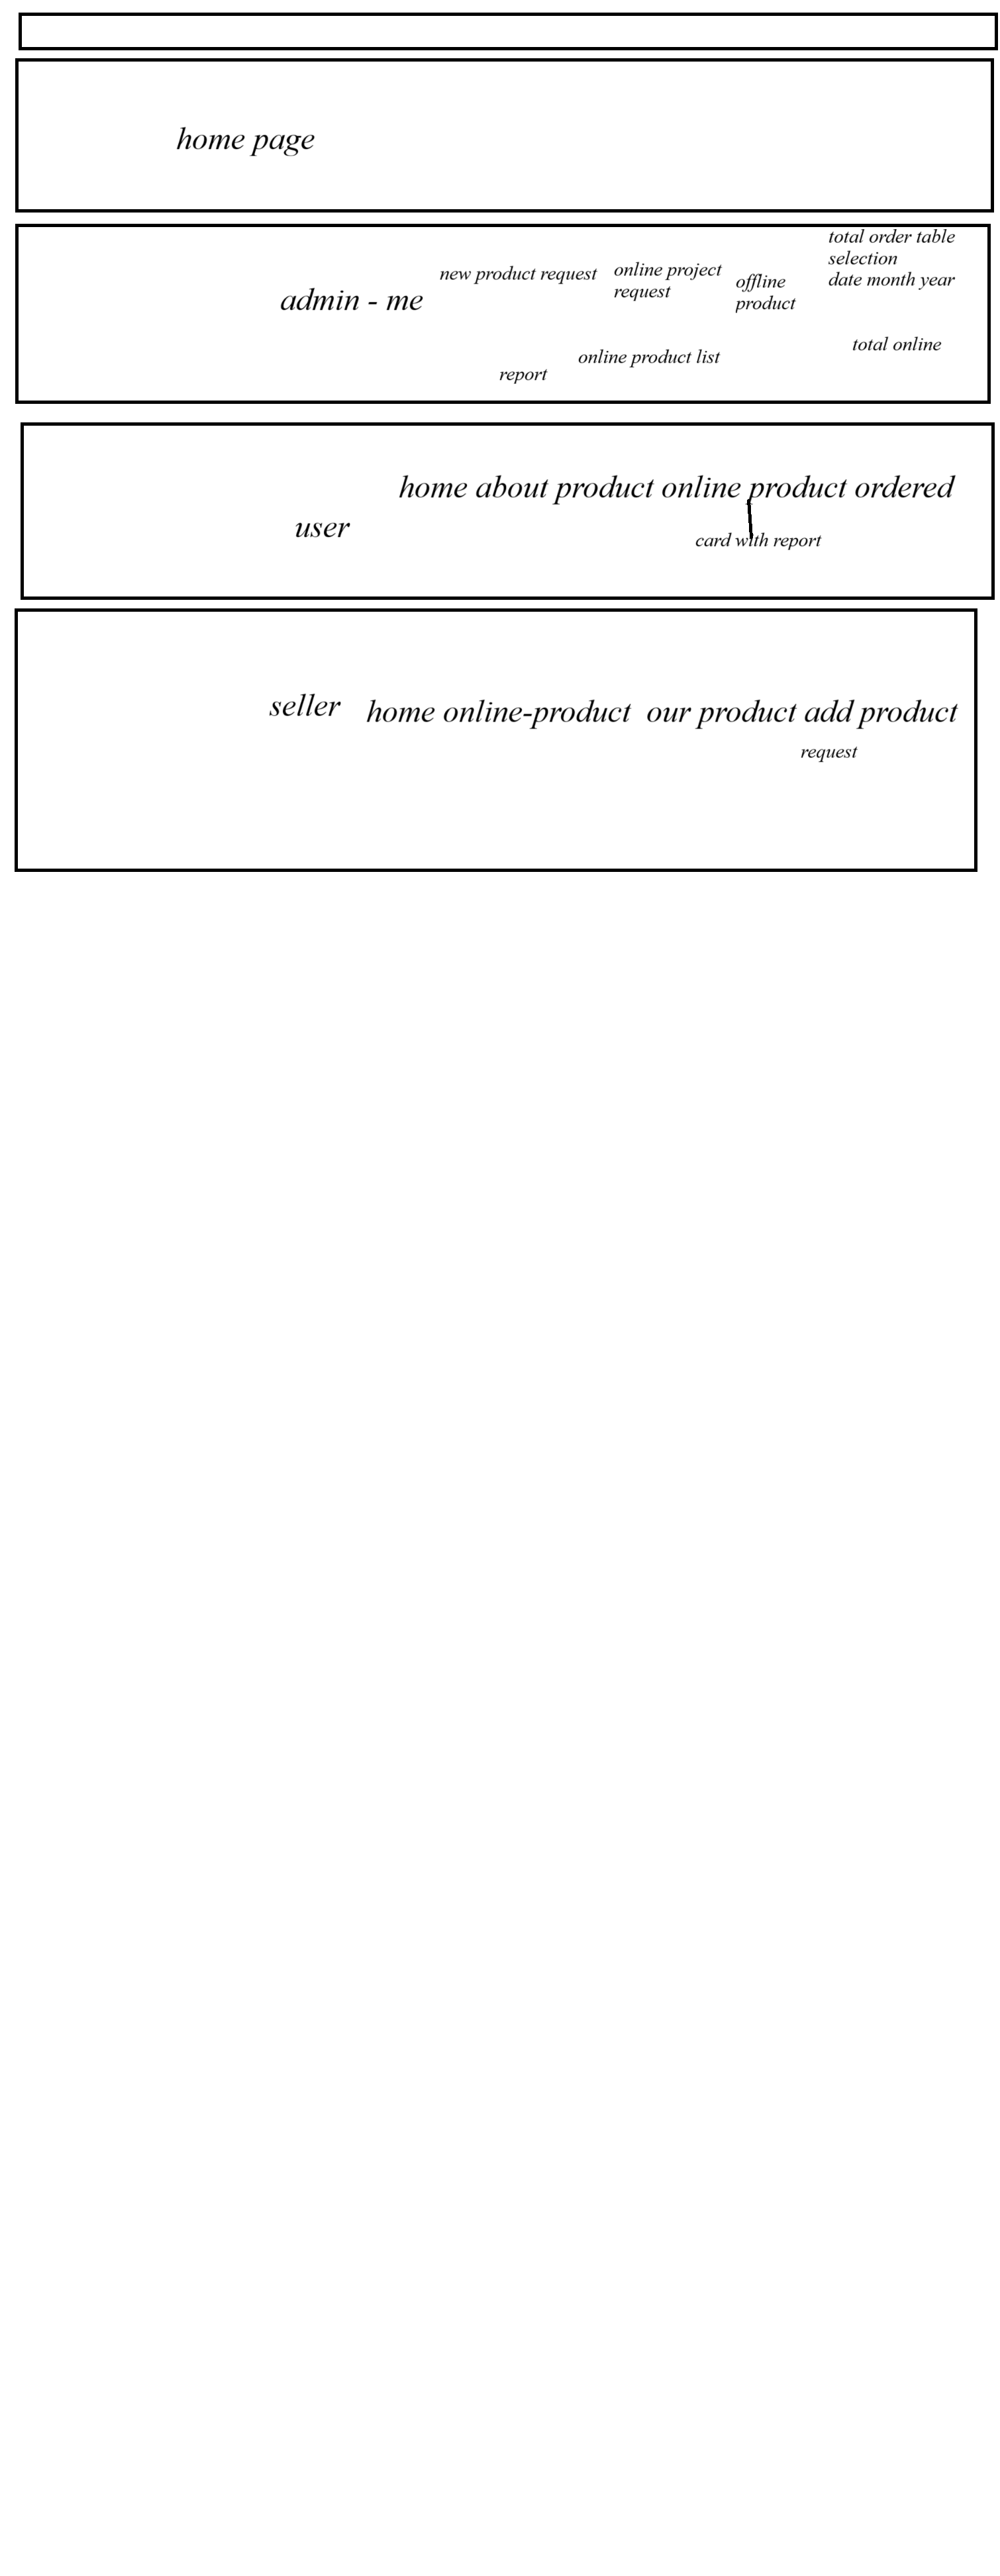 home page
admin - me
new product request
online project
request
offline
product
total order table
selection
date month year
total online
online product list
report
home about product online product ordered
user
card with report
seller
home online-product our product add product
request